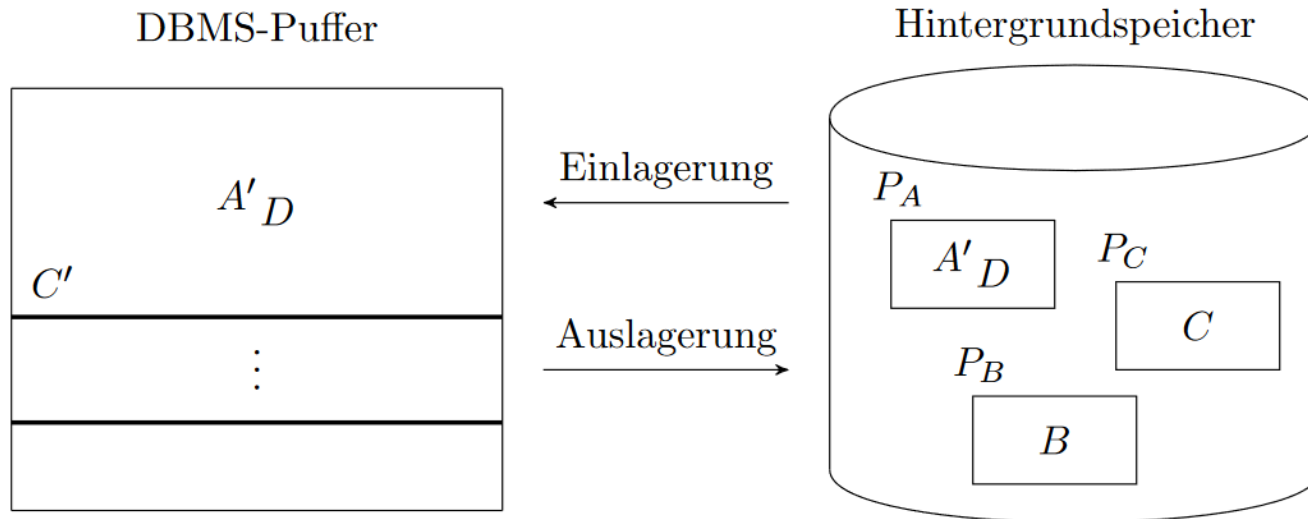 DBMS-Puffer
Hintergrundspeicher
A′ D
C′
⋮
Einlagerung
Auslagerung
P_A
A′ D
P_C
C
P_B
B